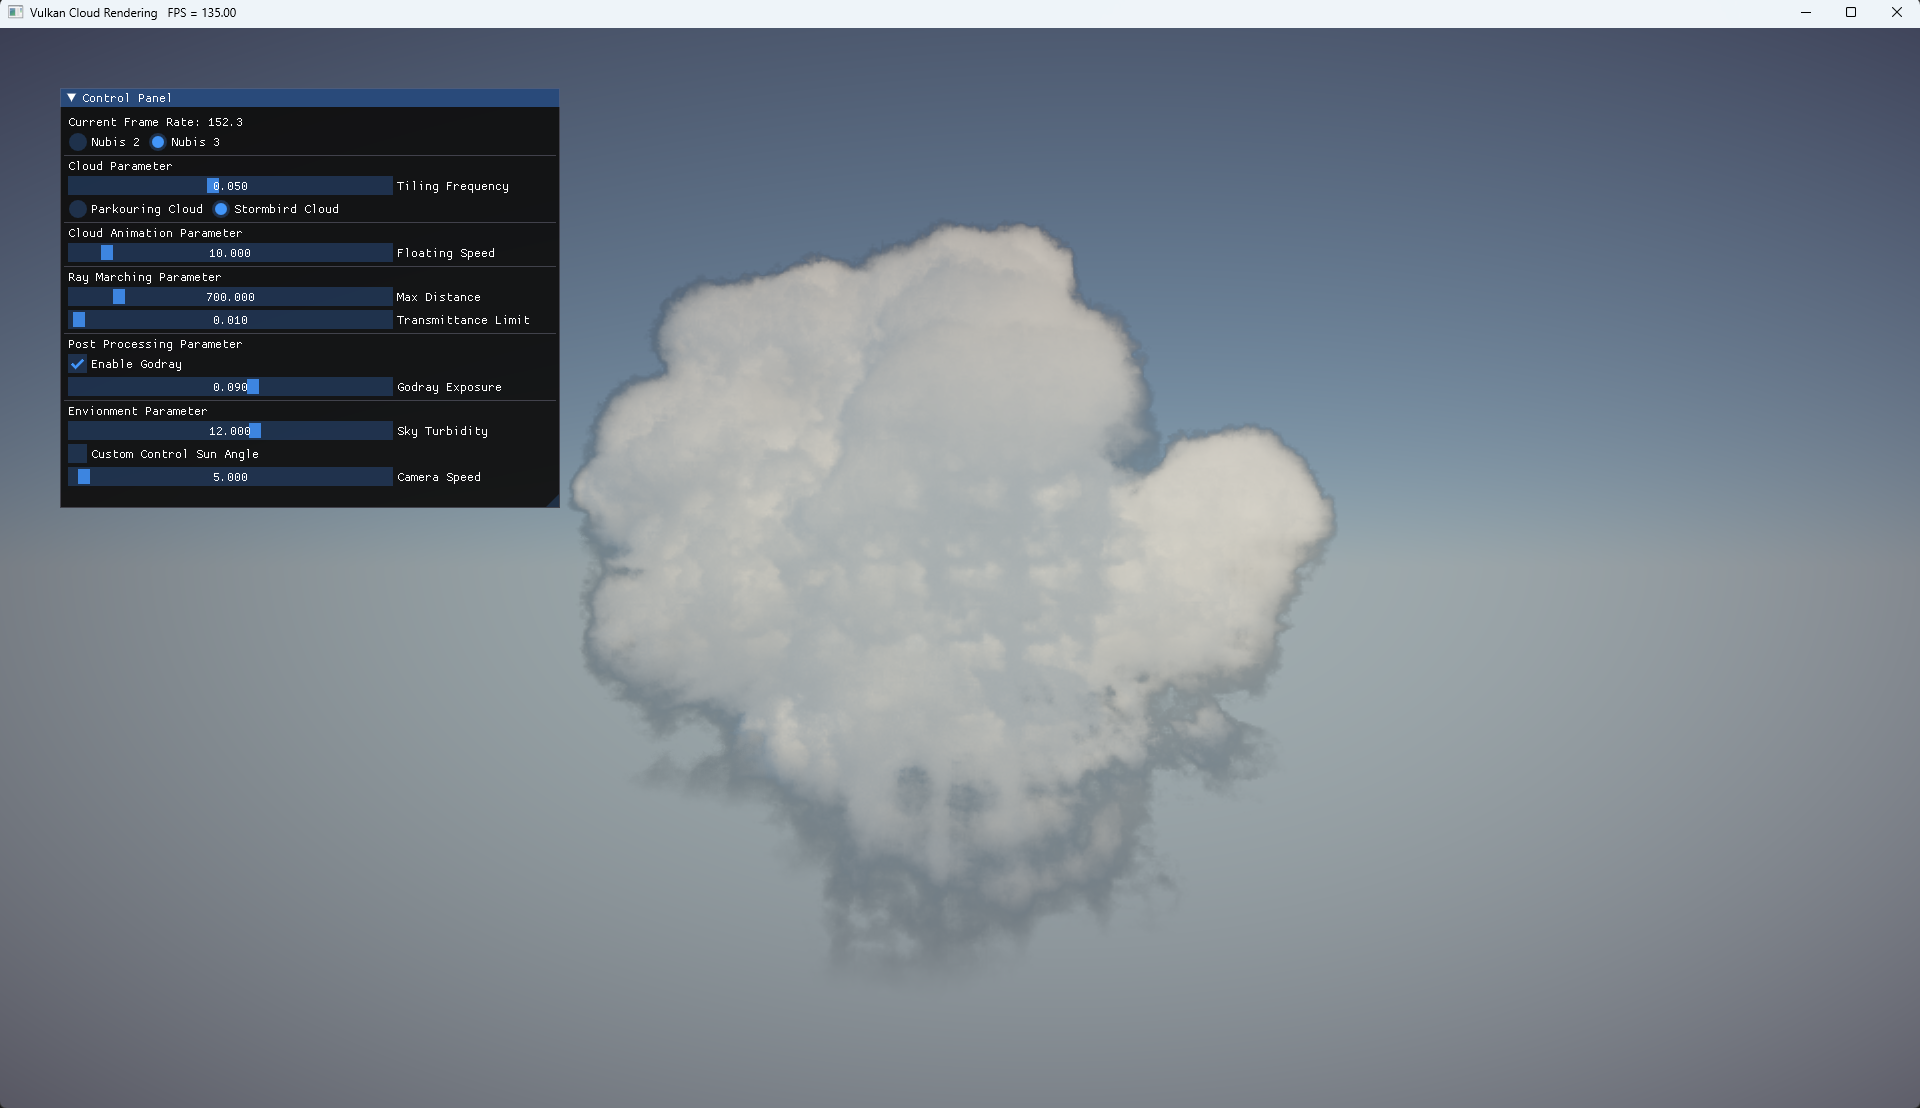 Vulkan Cloud Rendering FPS = 135.00
Control Panel
Current Frame Rate: 152.3
Nubis 2 Nubis 3
Cloud Parameter
0.050 Tiling Frequency
Parkouring Cloud Stormbird Cloud
Cloud Animation Parameter
10.000 Floating Speed
Ray Marching Parameter
700.000 Max Distance
0.010 Transmittance Limit
Post Processing Parameter
Enable Godray
0.090 Godray Exposure
Envionment Parameter
12.000 Sky Turbidity
Custom Control Sun Angle
5.000 Camera Speed